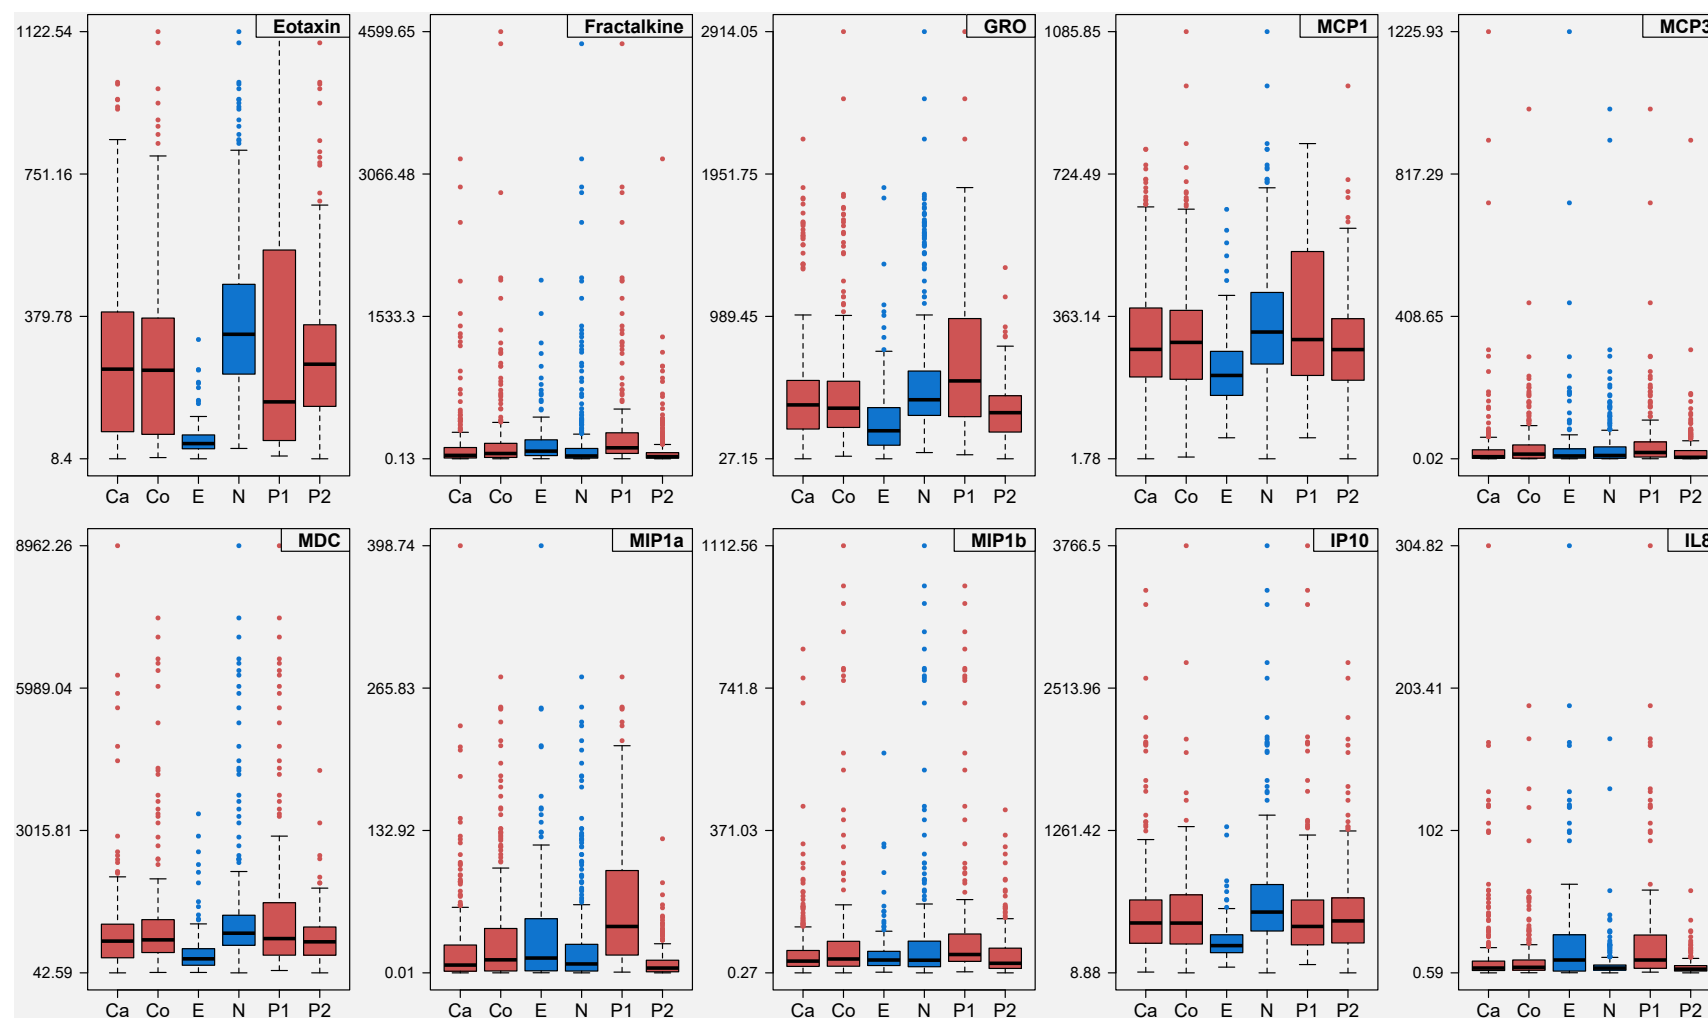 Eotaxin
1122.54
751.16
379.78
8.4
Ca Co E N P1 P2
Fractalkine
4599.65
3066.48
1533.3
0.13
Ca Co E N P1 P2
GRO
2914.05
1951.75
989.45
27.15
Ca Co E N P1 P2
MCP1
1085.85
724.49
363.14
1.78
Ca Co E N P1 P2
MCP3
1225.93
817.29
408.65
0.02
Ca Co E N P1 P2
MDC
8962.26
5989.04
3015.81
42.59
Ca Co E N P1 P2
MIP1a
398.74
265.83
132.92
0.01
Ca Co E N P1 P2
MIP1b
1112.56
741.8
371.03
0.27
Ca Co E N P1 P2
IP10
3766.5
2513.96
1261.42
8.88
Ca Co E N P1 P2
IL8
304.82
203.41
102
0.59
Ca Co E N P1 P2